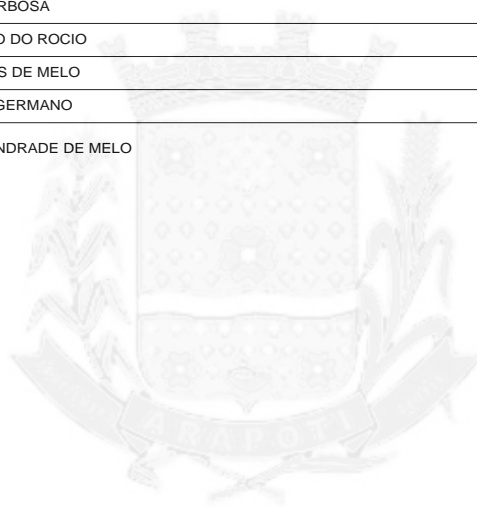 RBOSA
O DO ROCIO
S DE MELO
GERMANO
NDRADE DE MELO
ARAPOTI